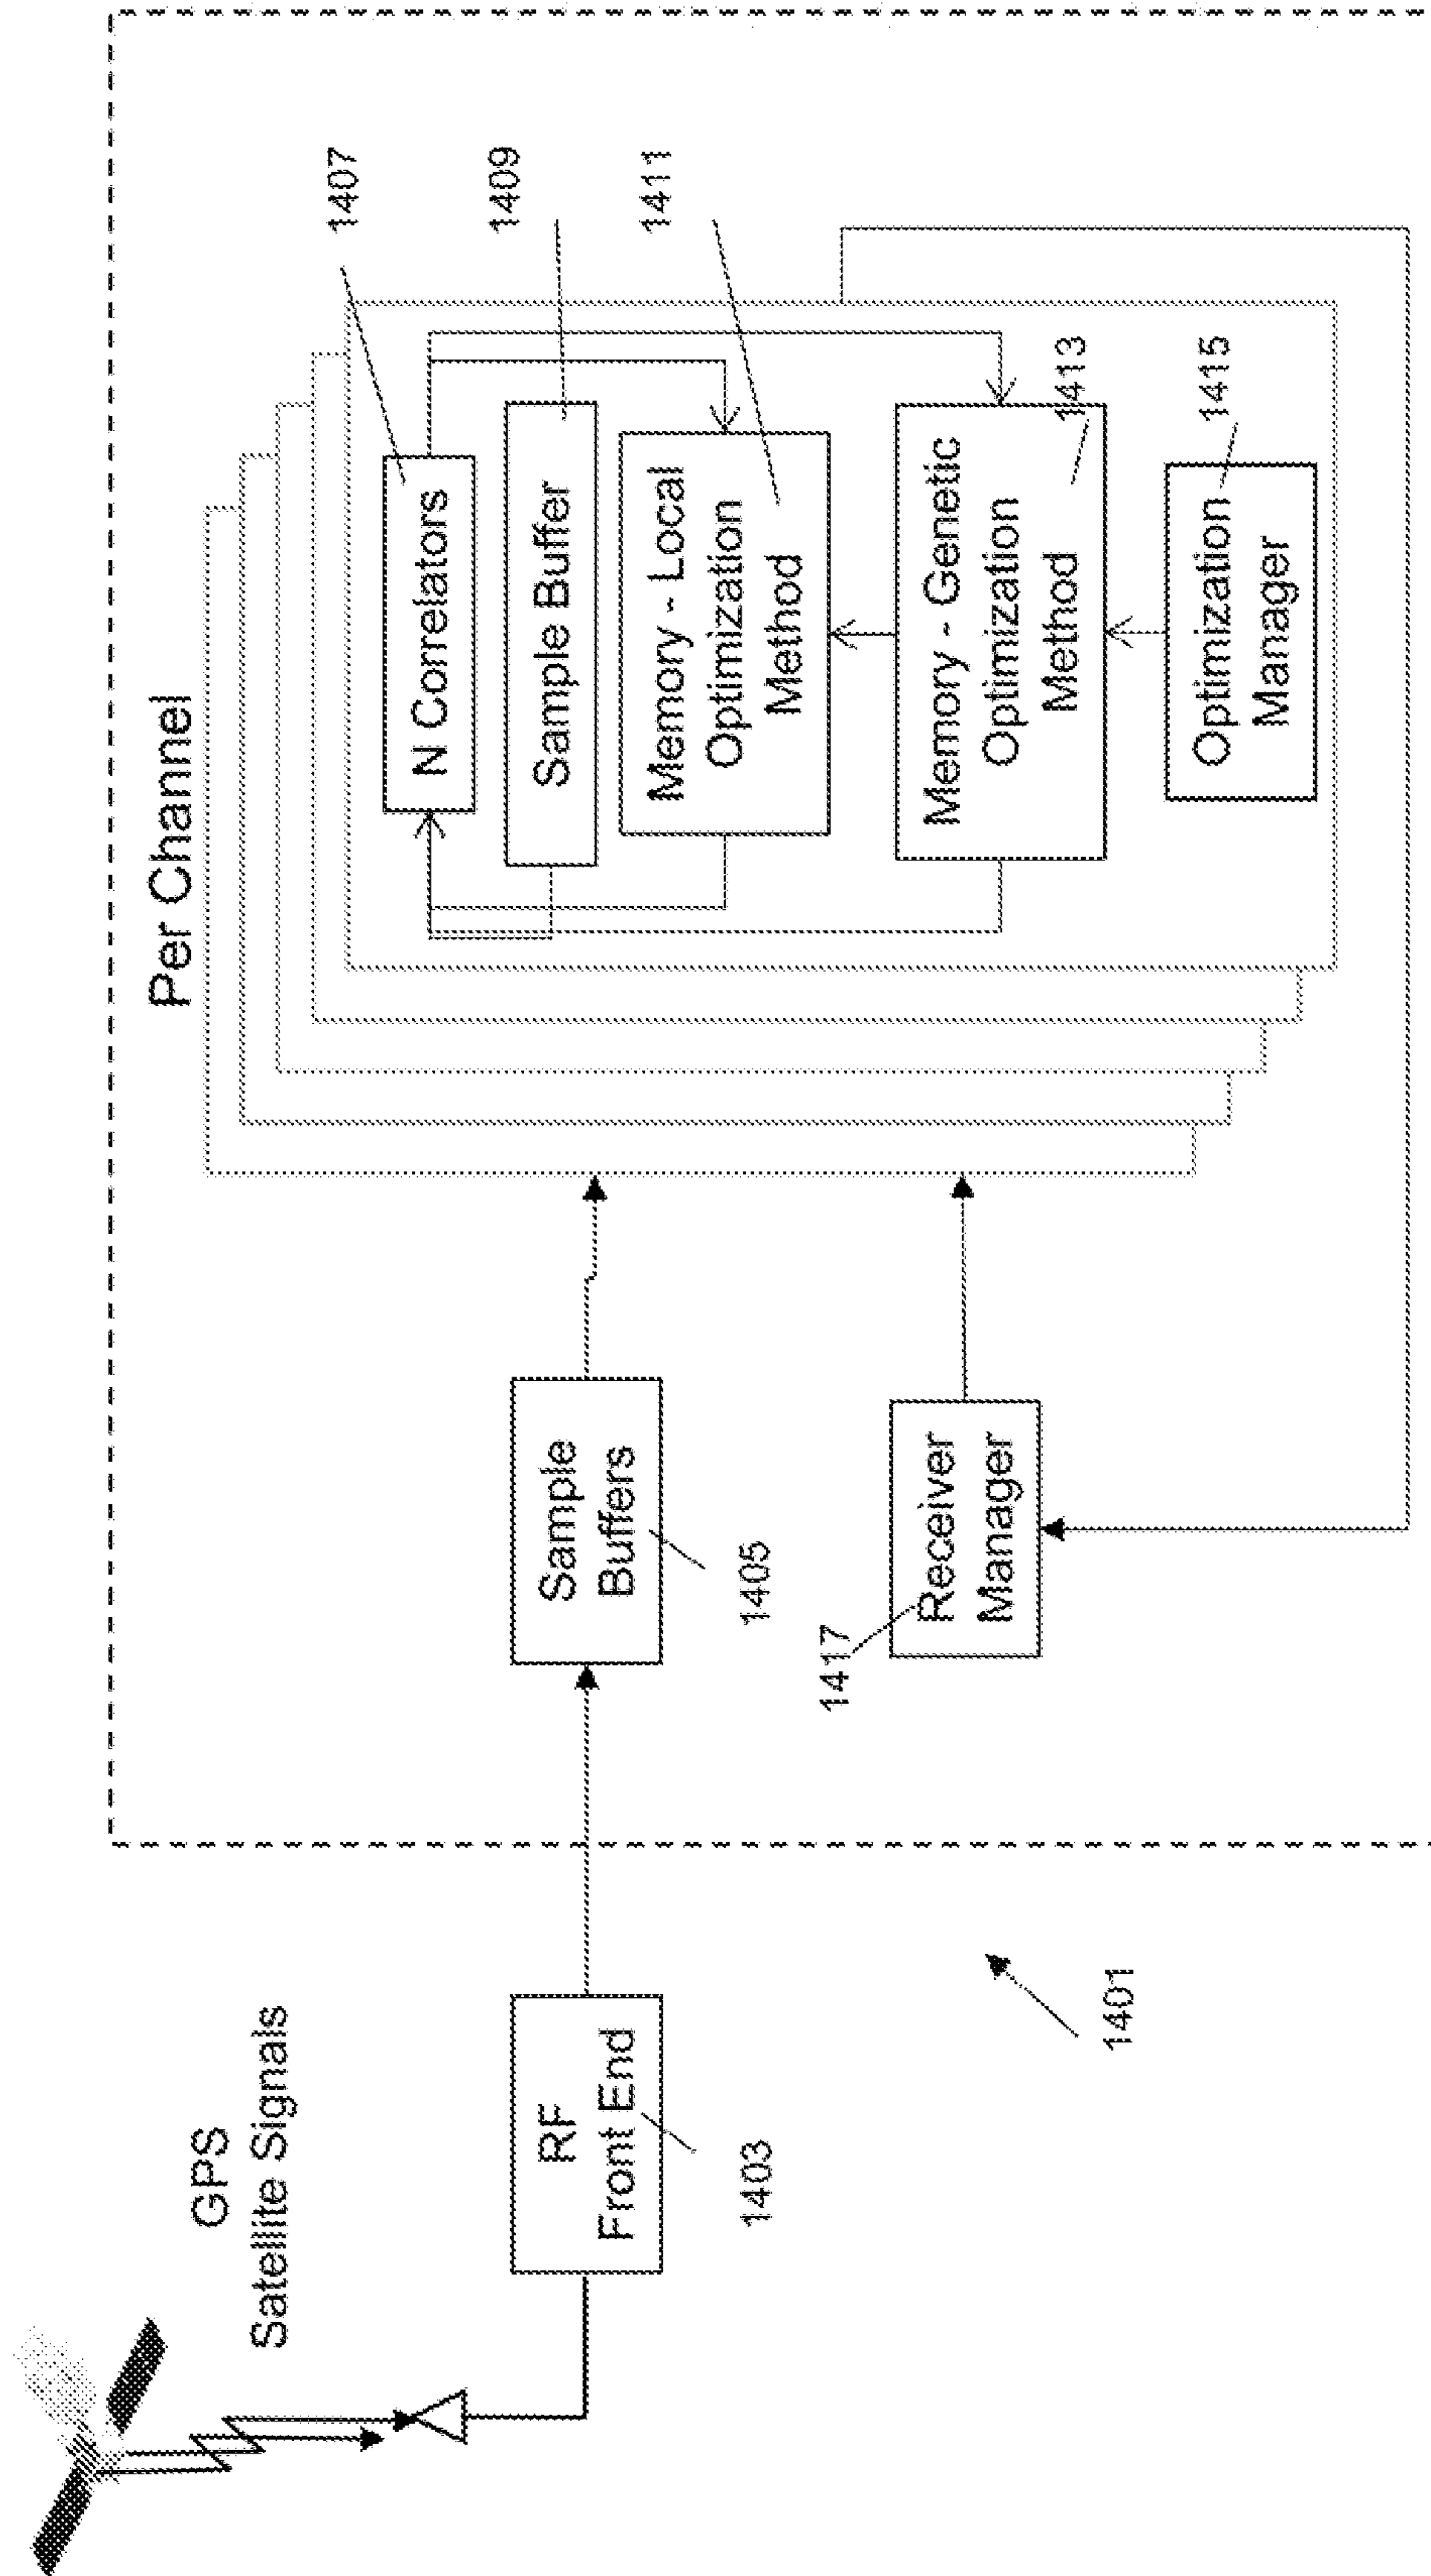 GPS
Satellite Signals
RF
Front End
1403
1401
Sample
Buffers
1405
1417
Receiver
Manager
Per Channel
N Correlators
1407
Sample Buffer
1409
Memory - Local
Optimization
Method
1411
Memory - Genetic
Optimization
Method
1413
Optimization
Manager
1415